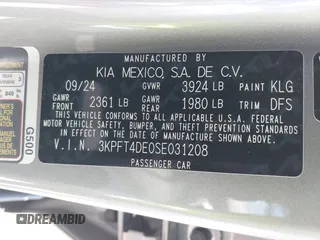 MANUFACTURED BY
KIA MEXICO, S.A. DE C.V.
09/24 GVWR 3924 LB PAINT KLG
GAWR FRONT 2361 LB GAWR REAR 1980 LB TRIM DFS
THIS VEHICLE CONFORMS TO ALL APPLICABLE U.S. FEDERAL
MOTOR VEHICLE SAFETY, BUMPER, AND THEFT PREVENTION STANDARDS
IN EFFECT ON THE DATE OF MANUFACTURE SHOWN ABOVE.
V.I.N. 3KPFT4DE0SE031208
PASSENGER CAR
G500
DREAMBID